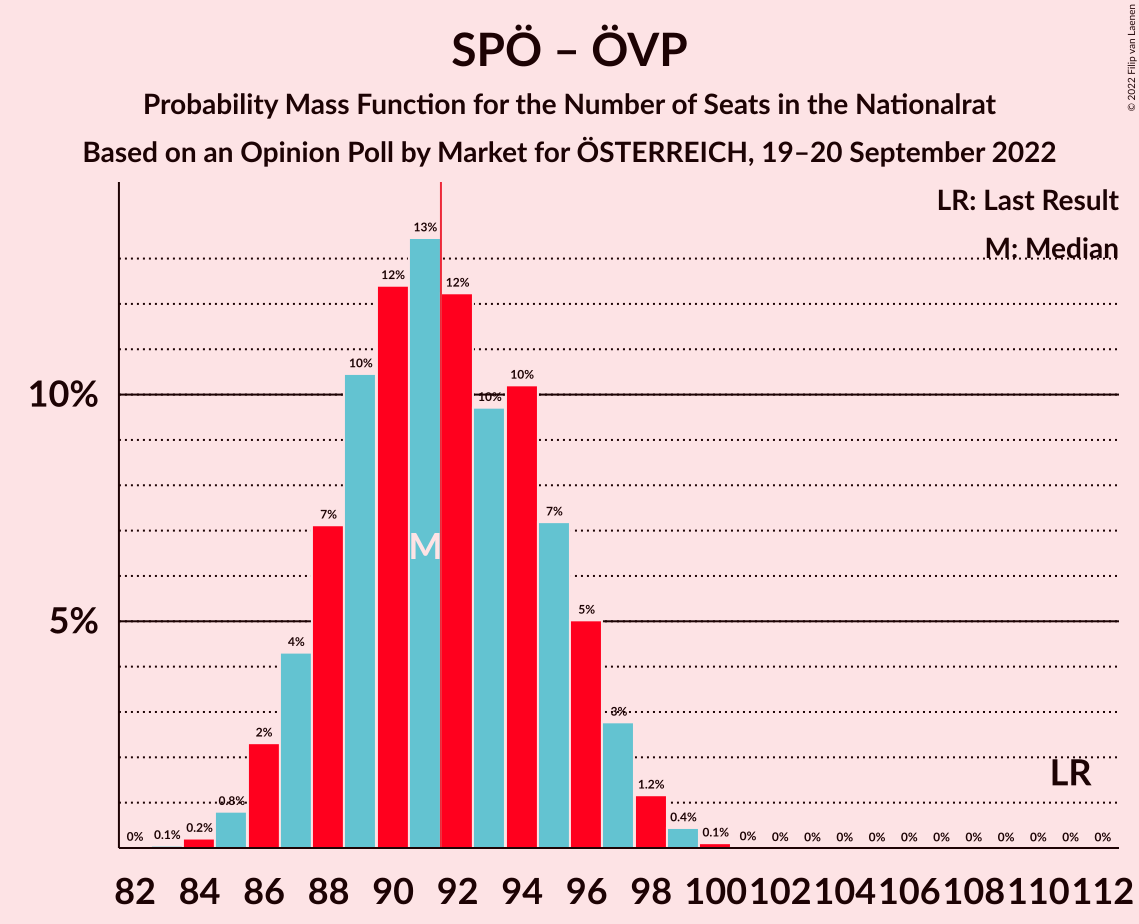 SPÖ – ÖVP
Probability Mass Function for the Number of Seats in the Nationalrat
Based on an Opinion Poll by Market for ÖSTERREICH, 19–20 September 2022
© 2022 Filip van Laenen
LR: Last Result
M: Median
10%
5%
0% 0.1% 0.2% 0.8% 2% 4% 7% 10% 12% 13% 12% 10% 10% 7% 5% 3% 1.2% 0.4% 0.1% 0% 0% 0% 0% 0% 0% 0% 0% 0% 0% 0% 0%
M
LR
82 84 86 88 90 92 94 96 98 100 102 104 106 108 110 112